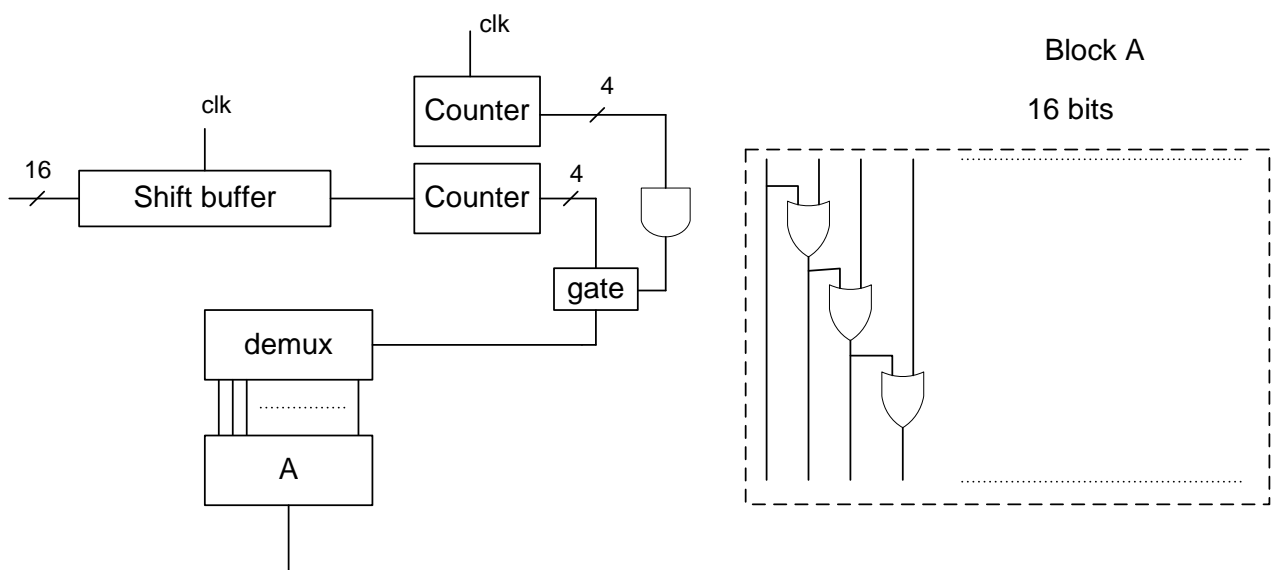 clk
4
Counter
clk
16
Shift buffer
4
Counter
gate
demux
A
Block A
16 bits